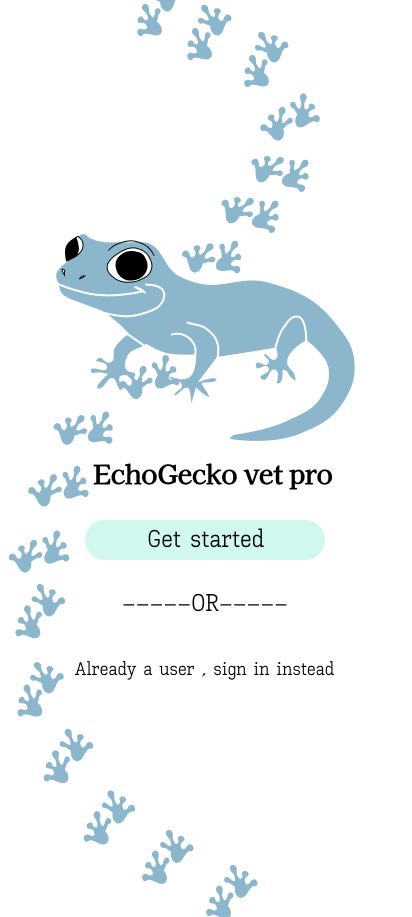 EchoGecko vet pro
Get started
-----OR-----
Already a user , sign in instead